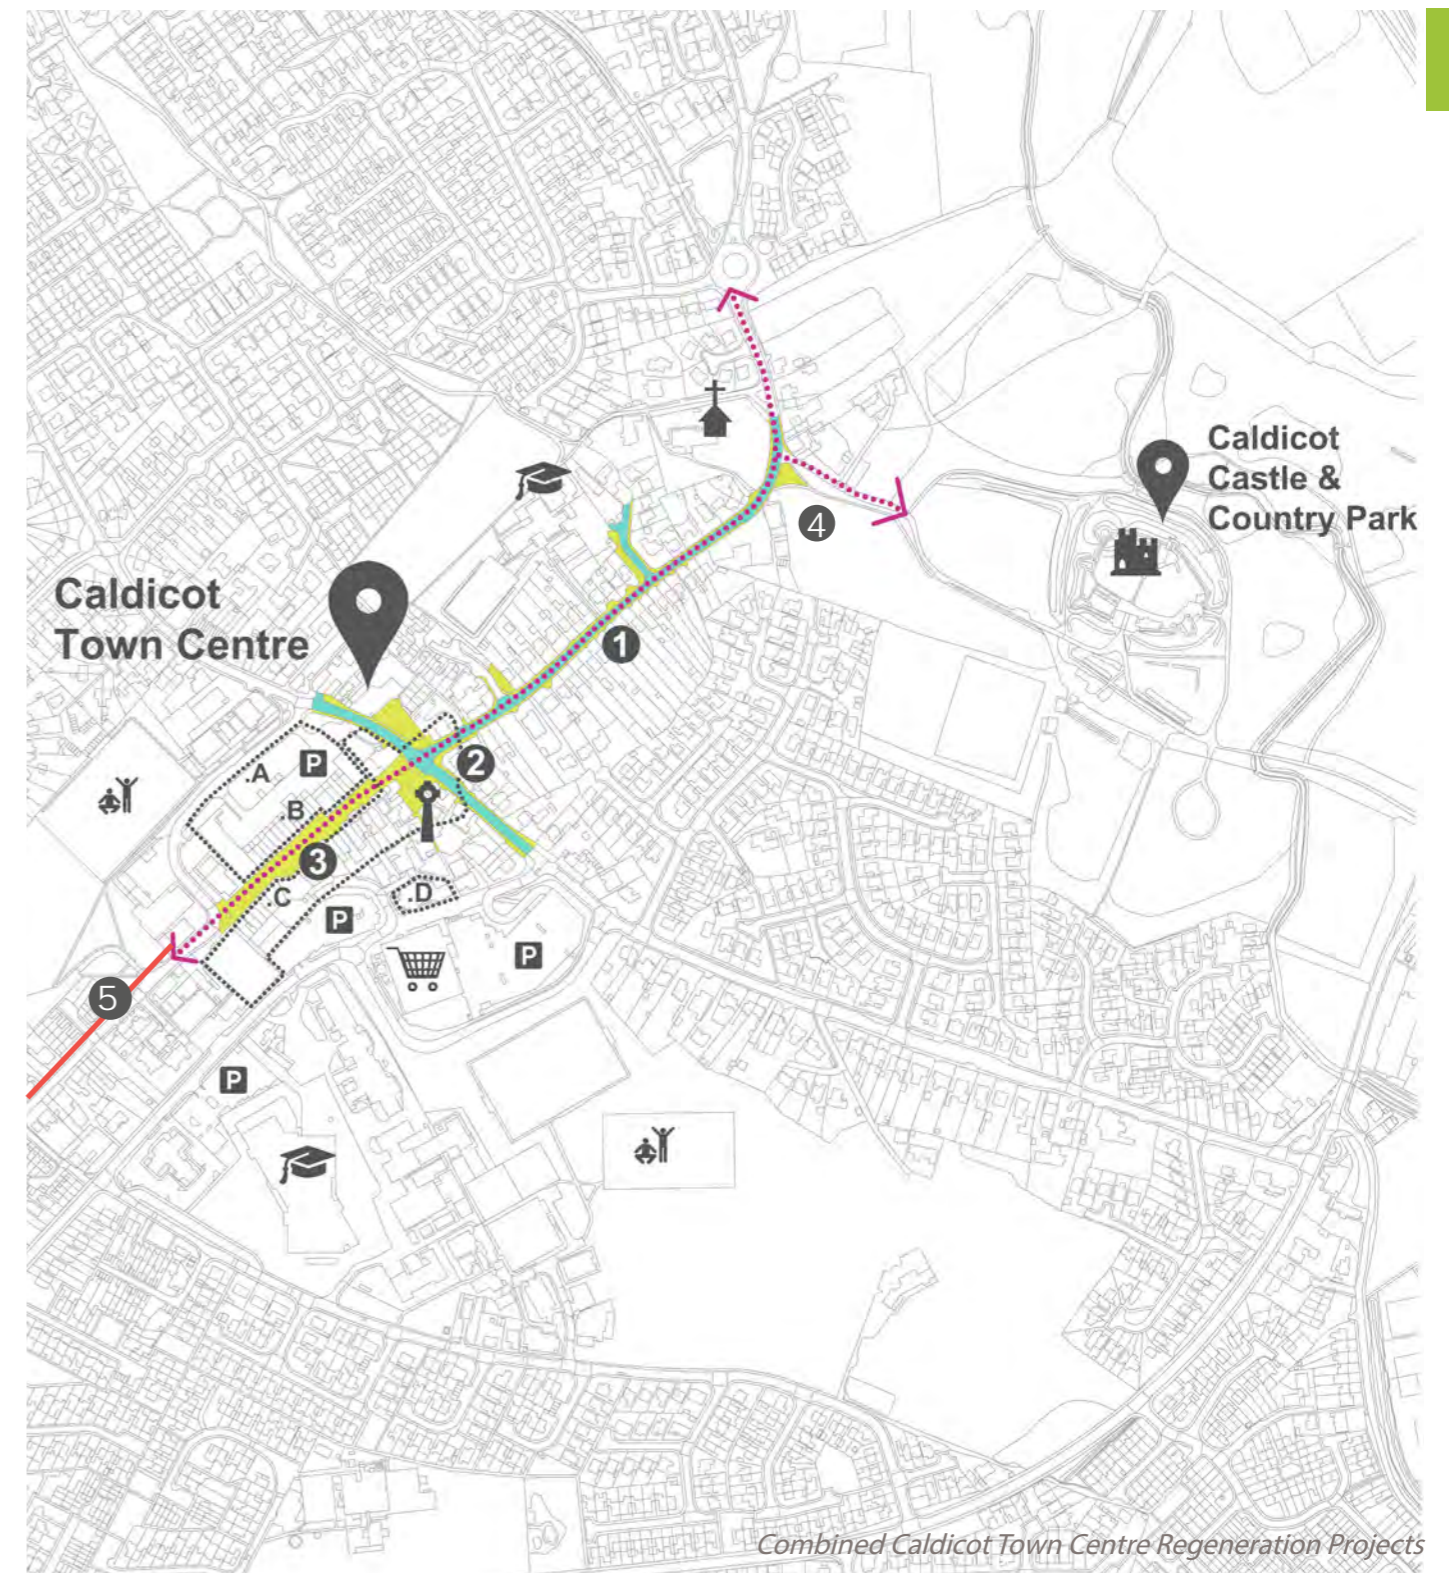 Caldicot
Castle &
Country Park
4
Caldicot
Town Centre
1
2
.A
P
.B
3
.C
.D
P
P
5
P
Combined Caldicot Town Centre Regeneration Projects